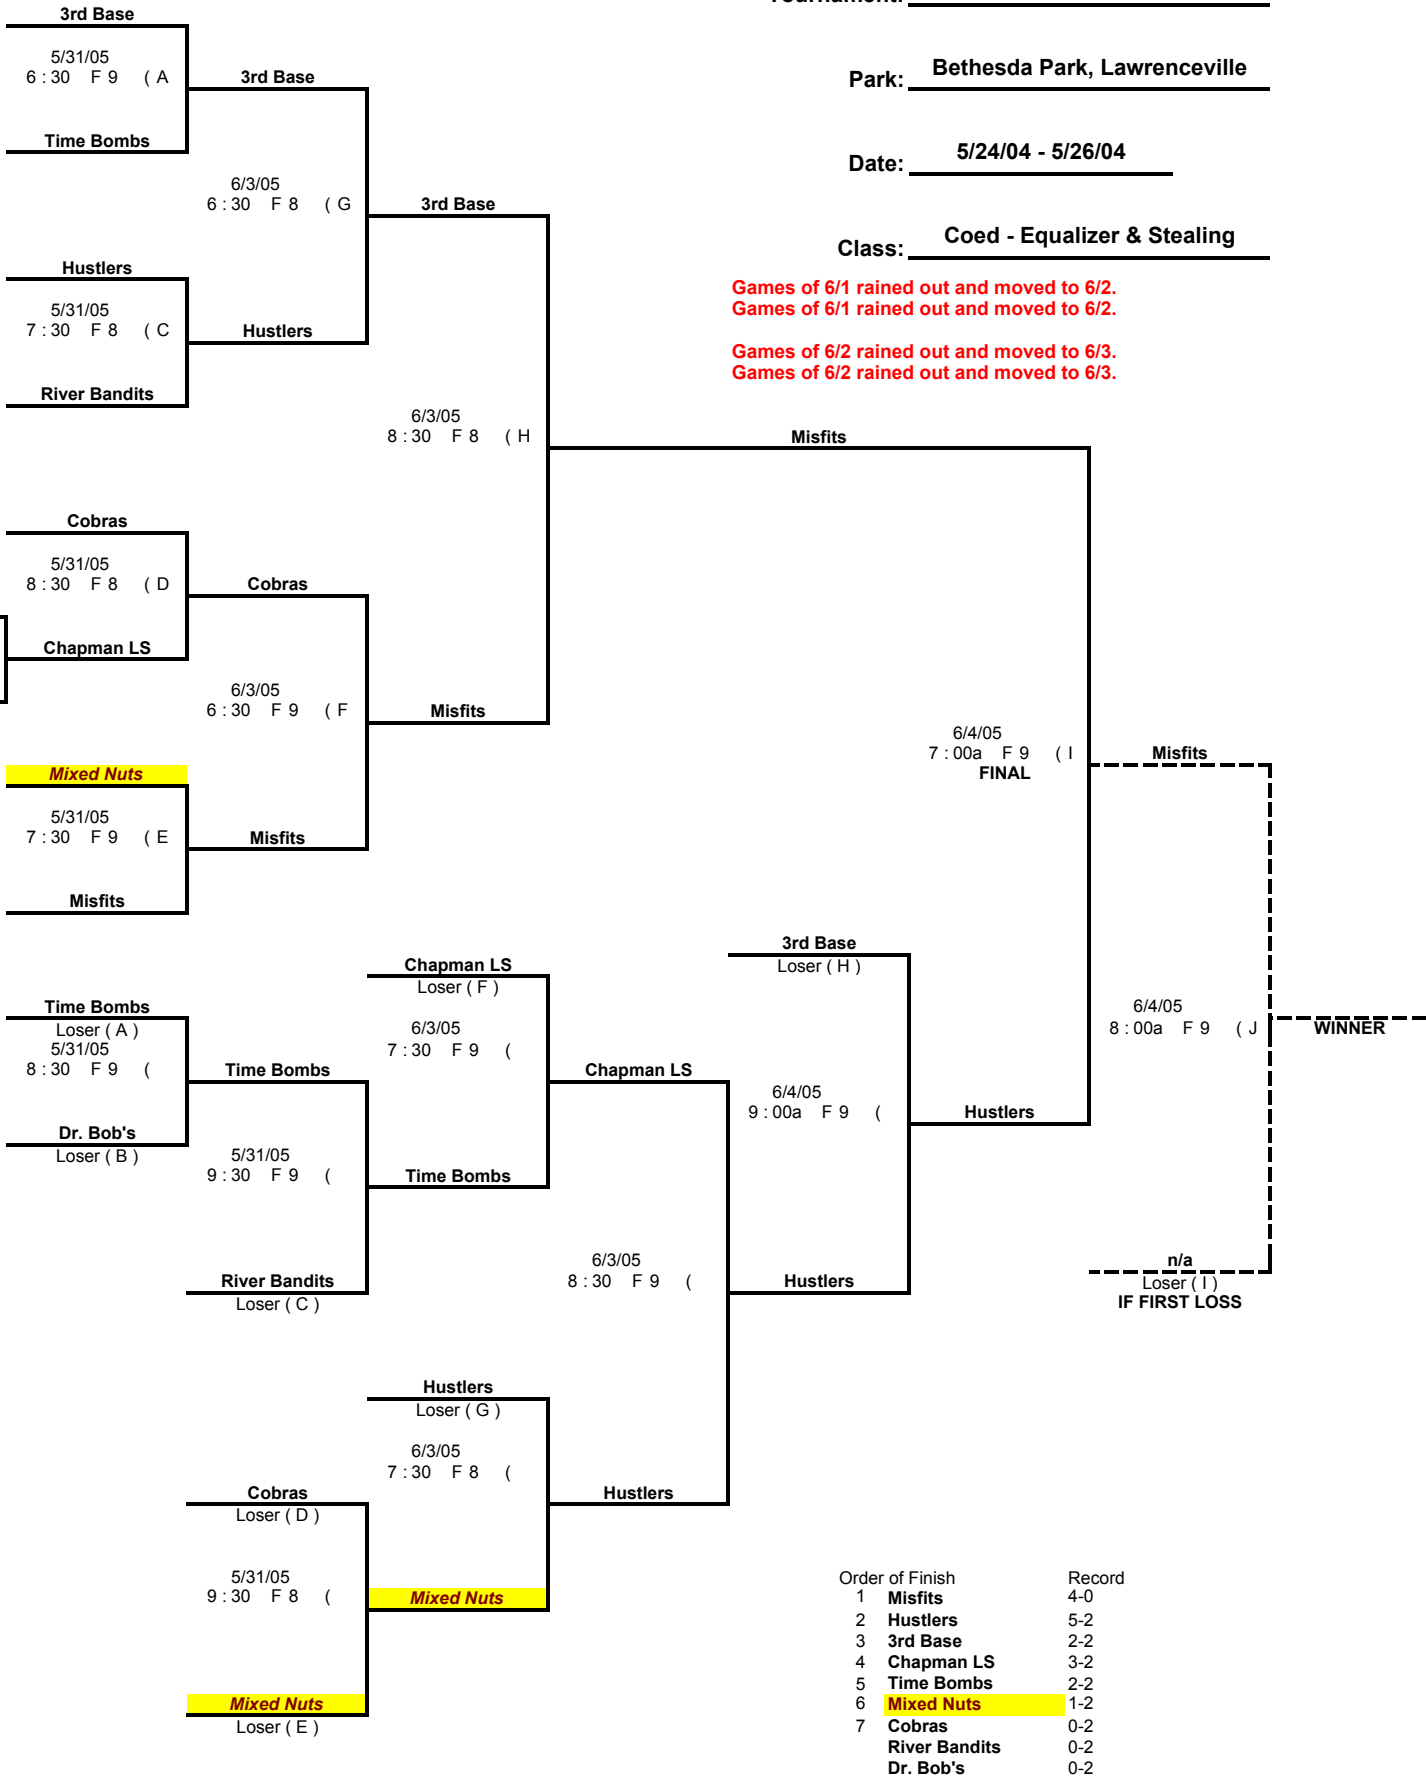 3rd Base
5/31/05
6 : 30 F 9 ( A
3rd Base
Time Bombs
6/3/05
6 : 30 F 8 ( G
3rd Base
Hustlers
5/31/05
7 : 30 F 8 ( C
Hustlers
River Bandits
6/3/05
8 : 30 F 8 ( H
Misfits
Cobras
5/31/05
8 : 30 F 8 ( D
Cobras
Chapman LS
6/3/05
6 : 30 F 9 ( F
Misfits
Mixed Nuts
5/31/05
7 : 30 F 9 ( E
Misfits
Misfits
Park: Bethesda Park, Lawrenceville
Date: 5/24/04 - 5/26/04
Class: Coed - Equalizer & Stealing
Games of 6/1 rained out and moved to 6/2.
Games of 6/1 rained out and moved to 6/2.
Games of 6/2 rained out and moved to 6/3.
Games of 6/2 rained out and moved to 6/3.
6/4/05
7 : 00a F 9 ( I
FINAL
Misfits
Time Bombs
Loser ( A )
5/31/05
8 : 30 F 9 (
Time Bombs
Dr. Bob's
Loser ( B )
5/31/05
9 : 30 F 9 (
River Bandits
Loser ( C )
Chapman LS
Loser ( F )
6/3/05
7 : 30 F 9 (
Chapman LS
Time Bombs
6/3/05
8 : 30 F 9 (
Hustlers
3rd Base
Loser ( H )
6/4/05
9 : 00a F 9 (
Hustlers
6/4/05
8 : 00a F 9 ( J
WINNER
n/a
Loser ( I )
IF FIRST LOSS
Hustlers
Loser ( G )
6/3/05
7 : 30 F 8 (
Hustlers
Cobras
Loser ( D )
5/31/05
9 : 30 F 8 (
Mixed Nuts
Mixed Nuts
Loser ( E )
Order of Finish Record
1 Misfits 4-0
2 Hustlers 5-2
3 3rd Base 2-2
4 Chapman LS 3-2
5 Time Bombs 2-2
6 Mixed Nuts 1-2
7 Cobras 0-2
River Bandits 0-2
Dr. Bob's 0-2